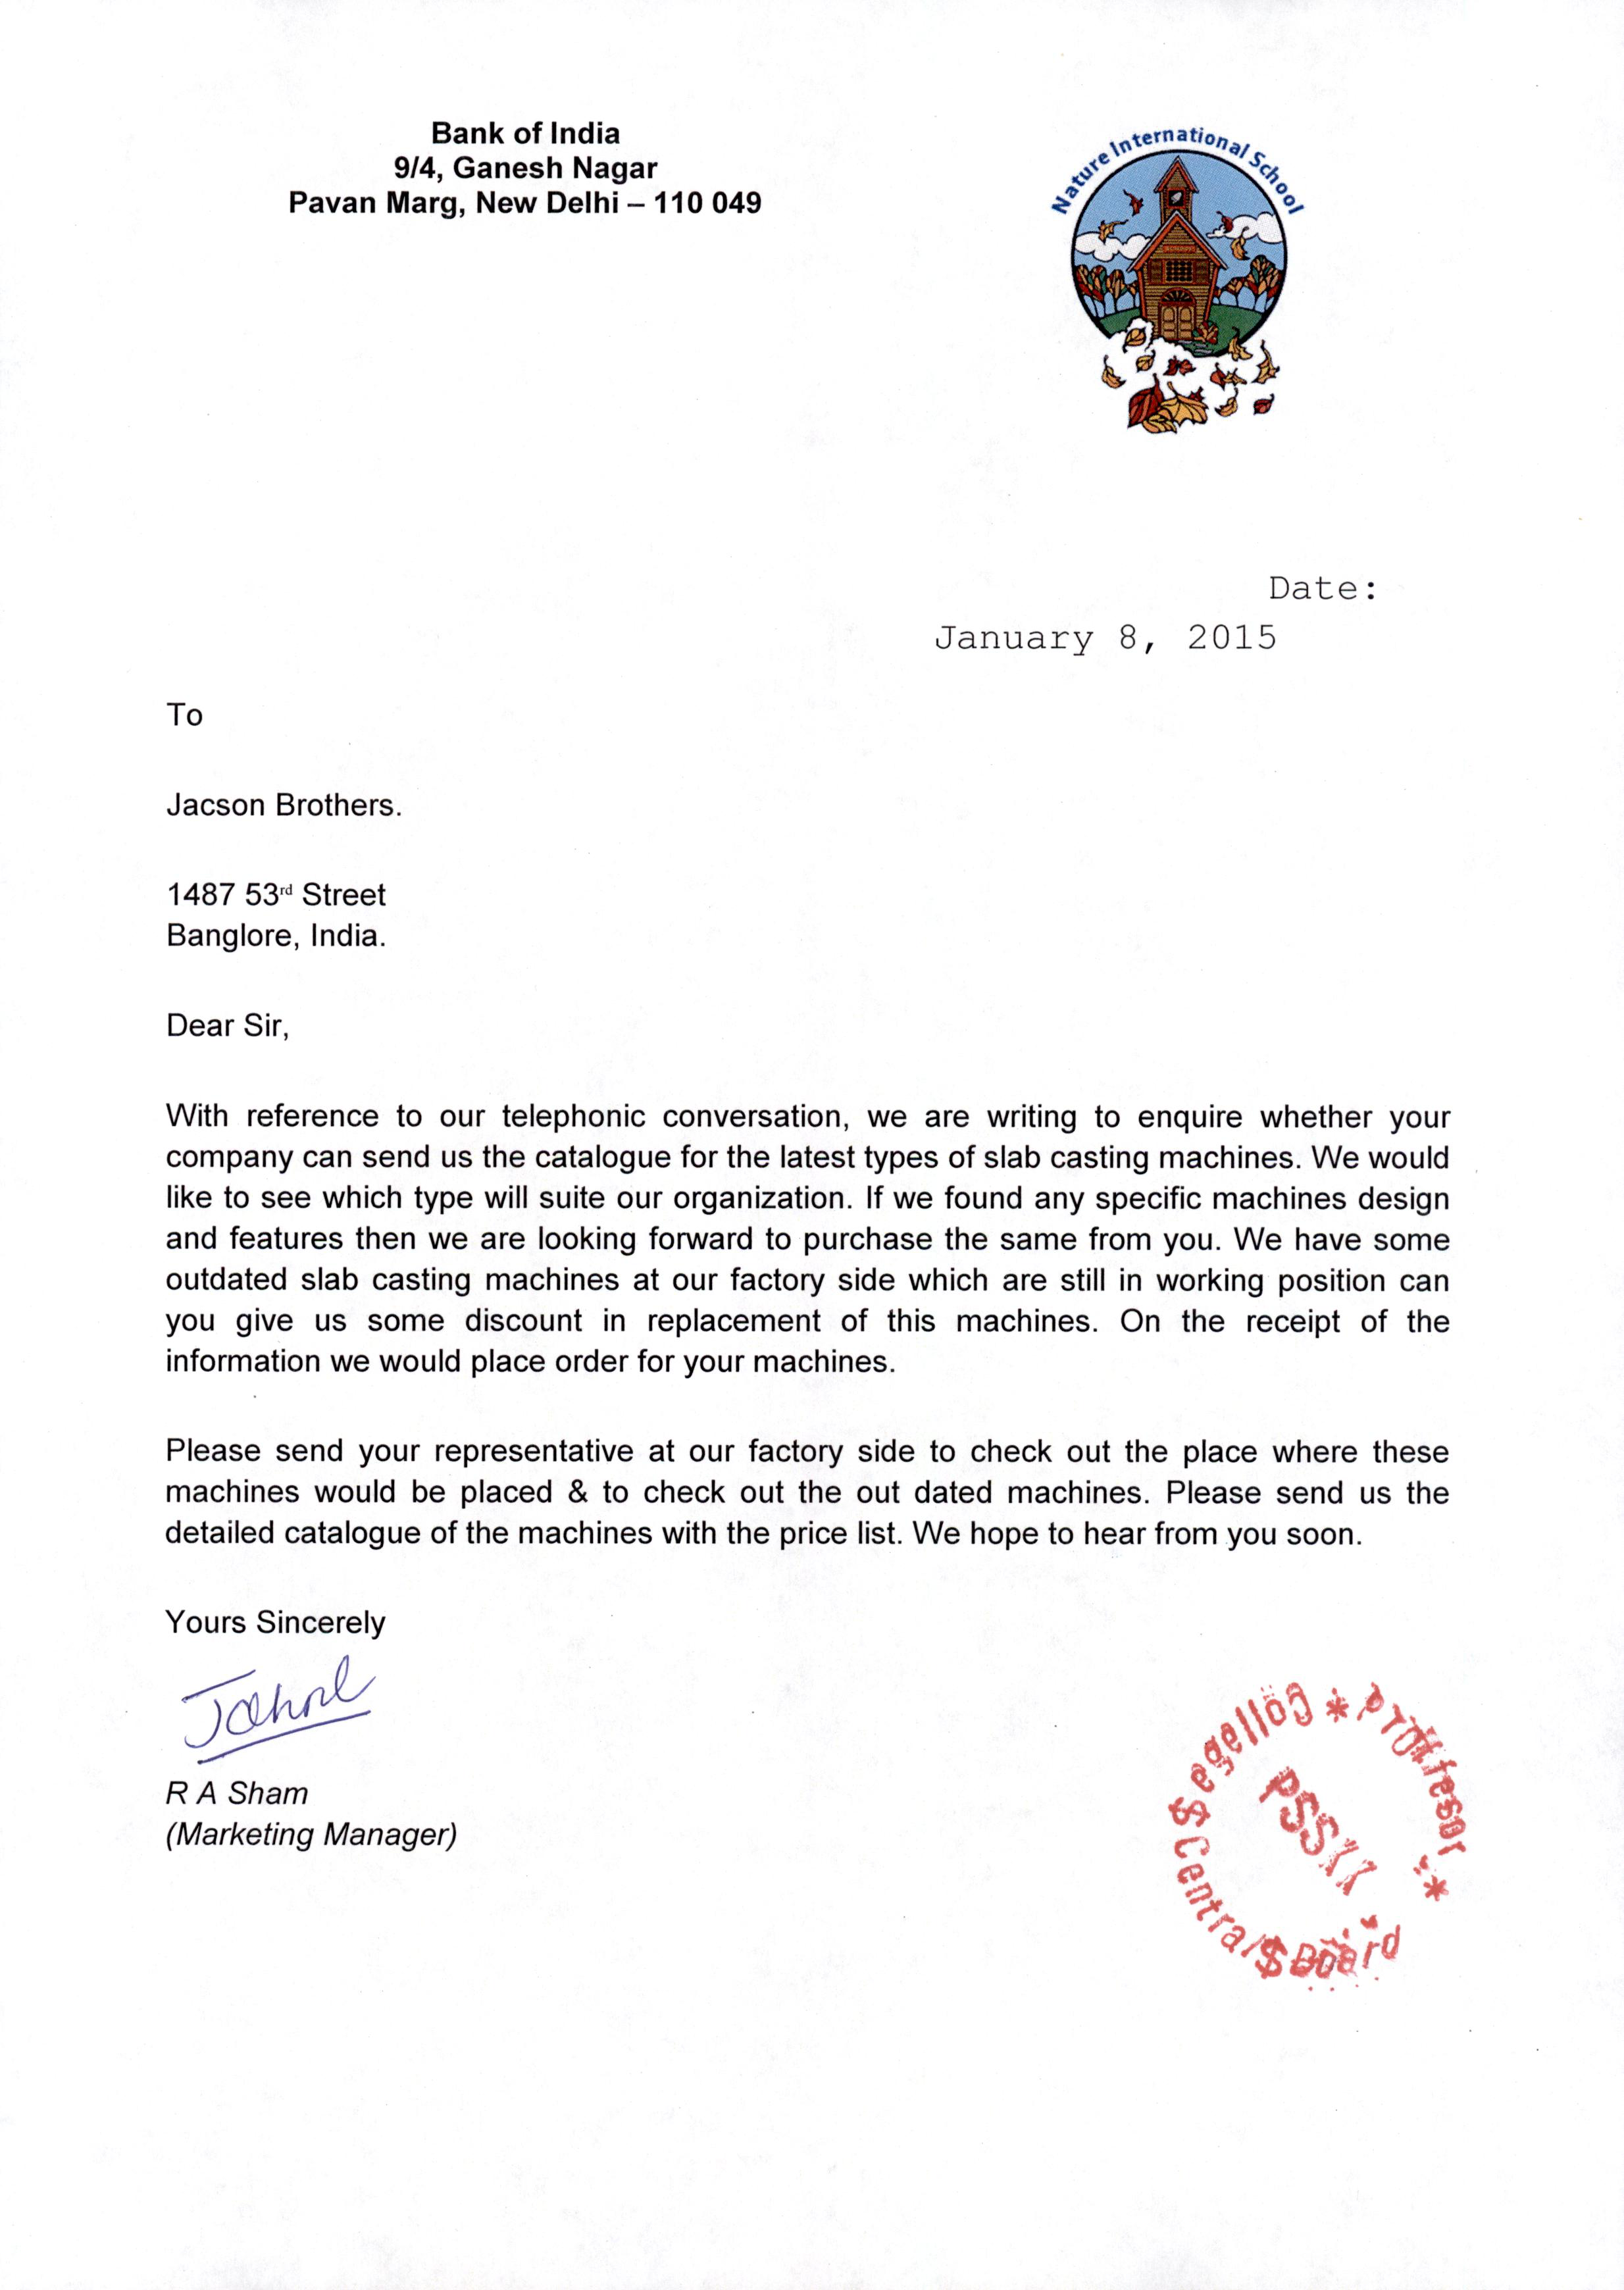 Bank of India
9/4, Ganesh Nagar
Pavan Marg, New Delhi – 110 049
Nature International School
Date:
January 8, 2015
To
Jacson Brothers.
1487 53rd Street
Banglore, India.
Dear Sir,
With reference to our telephonic conversation, we are writing to enquire whether your
company can send us the catalogue for the latest types of slab casting machines. We would
like to see which type will suite our organization. If we found any specific machines design
and features then we are looking forward to purchase the same from you. We have some
outdated slab casting machines at our factory side which are still in working position can
you give us some discount in replacement of this machines. On the receipt of the
information we would place order for your machines.
Please send your representative at our factory side to check out the place where these
machines would be placed & to check out the out dated machines. Please send us the
detailed catalogue of the machines with the price list. We hope to hear from you soon.
Yours Sincerely
R A Sham
(Marketing Manager)
Central $ Board